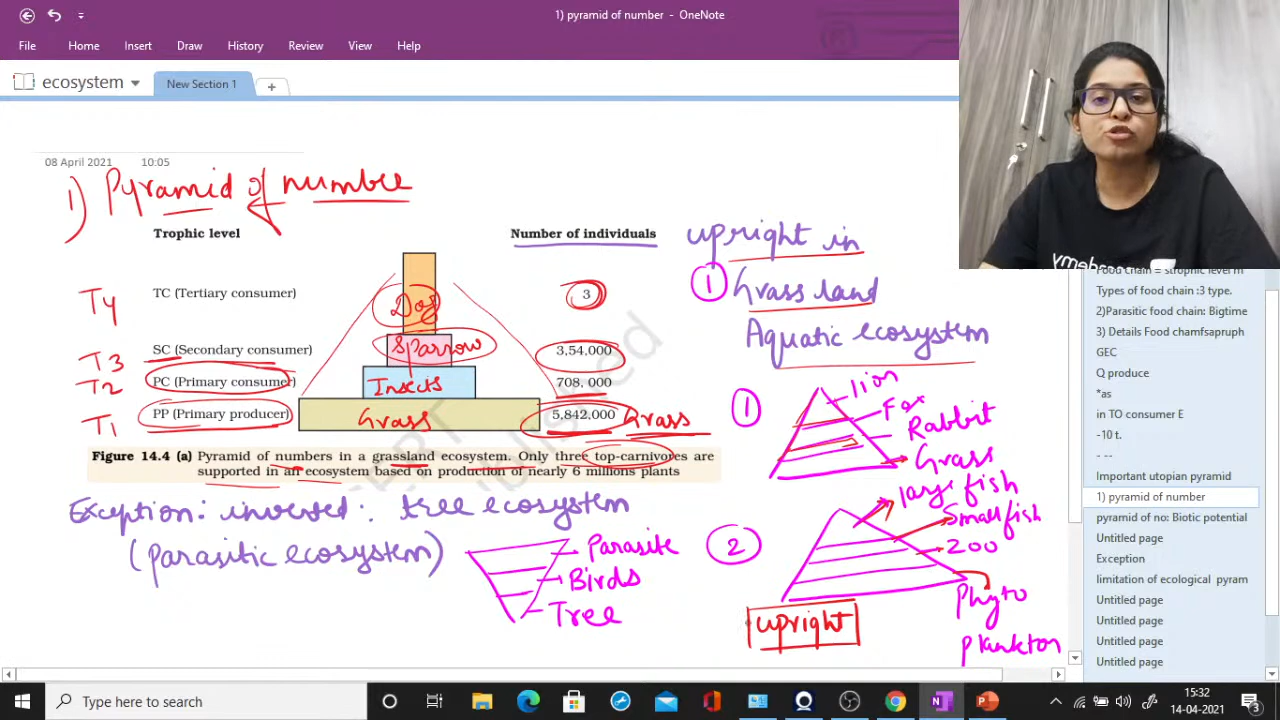 1) pyramid of number - OneNote
File Home Insert Draw History Review View Help
ecosystem New Section 1 +
08 April 2021 10:05
1) Pyramid of number
Trophic level Number of individuals
T4 TC (Tertiary consumer) Dog 3
T3 SC (Secondary consumer) Sparrow 3,54,000
T2 PC (Primary consumer) Insects 708, 000
T1 PP (Primary producer) Grass 5,842,000 Grass
Figure 14.4 (a) Pyramid of numbers in a grassland ecosystem. Only three top-carnivores are
supported in an ecosystem based on production of nearly 6 millions plants
Exception: inverted: tree ecosystem
(parasitic ecosystem)
Parasite
Birds
Tree
upright in
1 Grass land
Aquatic ecosystem
1
lion
Fox
Rabbit
Grass
2
large fish
Small fish
Zoo
Phyto
plankton
upright
Food chain = strophic level m
Types of food chain :3 type.
2)Parasitic food chain: Bigtime
3) Details Food chamfsapruph
GEC
Q produce
*as
in TO consumer E
-10 t.
- --
Important utopian pyramid
1) pyramid of number
pyramid of no: Biotic potential
Untitled page
Exception
limitation of ecological pyram
Untitled page
Untitled page
Untitled page
Untitled page
Type here to search
15:32
14-04-2021
3